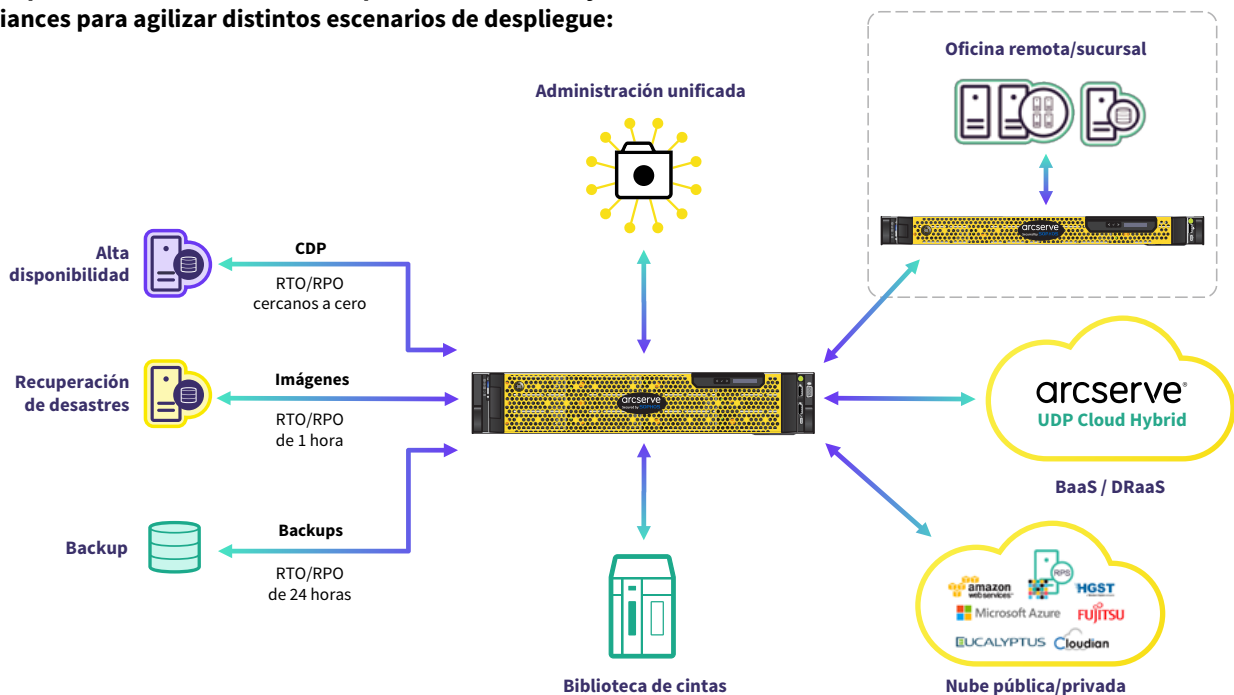 iances para agilizar distintos escenarios de despliegue:
Oficina remota/sucursal
Administración unificada
arcserve
Alta
disponibilidad
CDP
RTO/RPO
cercanos a cero
Recuperación
de desastres
Imágenes
RTO/RPO
de 1 hora
arcserve
arcserve®
UDP Cloud Hybrid
BaaS / DRaaS
Backup
Backups
RTO/RPO
de 24 horas
RPS
amazon
webservices
HGST
Microsoft Azure
FUJITSU
EUCALYPTUS
Cloudian
Biblioteca de cintas
Nube pública/privada